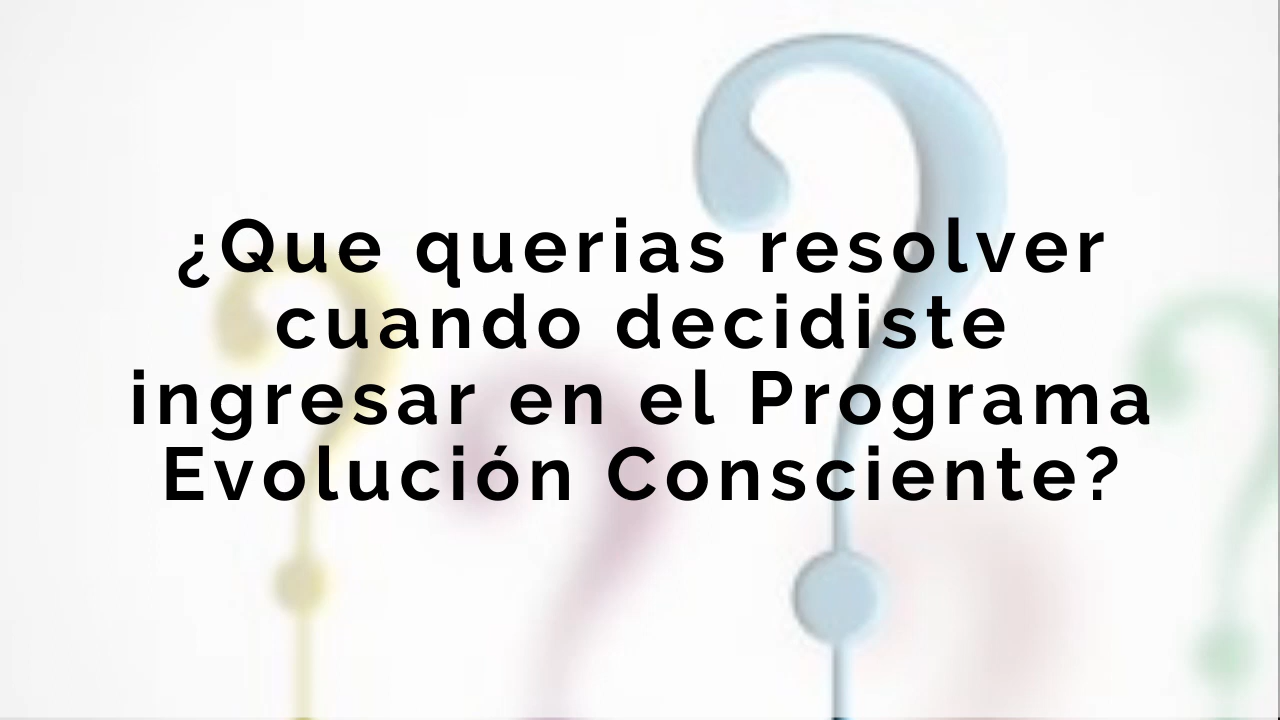 ¿Que querias resolver
cuando decidiste
ingresar en el Programa
Evolución Consciente?